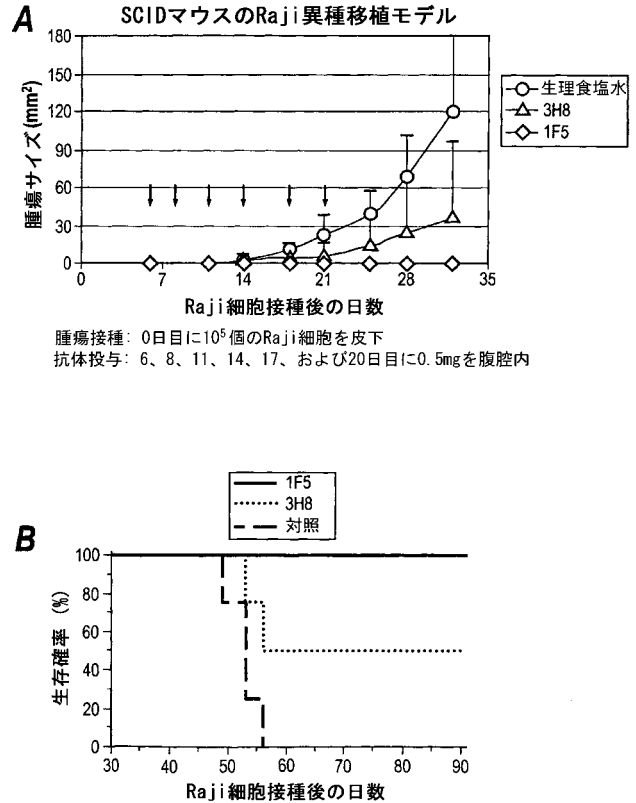 A
SCIDマウスのRaji異種移植モデル
腫瘍サイズ(mm²)
180
150
120
90
60
30
0
0 7 14 21 28 35
Raji細胞接種後の日数
生理食塩水
3H8
1F5
腫瘍接種: 0日目に10⁵個のRaji細胞を皮下
抗体投与: 6、8、11、14、17、および20日目に0.5mgを腹腔内
1F5
3H8
対照
B
生存確率 (%)
100
80
60
40
20
0
30 40 50 60 70 80 90
Raji細胞接種後の日数